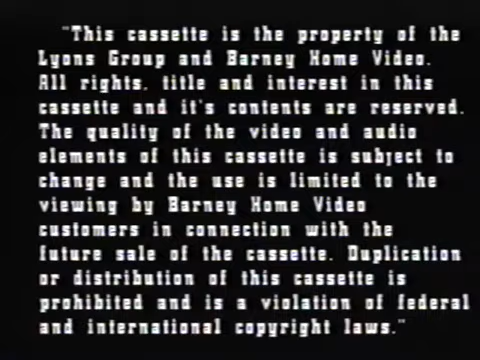 "This cassette is the property of the
Lyons Group and Barney Home Video.
All rights, title and interest in this
cassette and it's contents are reserved.
The quality of the video and audio
elements of this cassette is subject to
change and the use is limited to the
viewing by Barney Home Video
customers in connection with the
future sale of the cassette. Duplication
or distribution of this cassette is
prohibited and is a violation of federal
and international copyright laws."